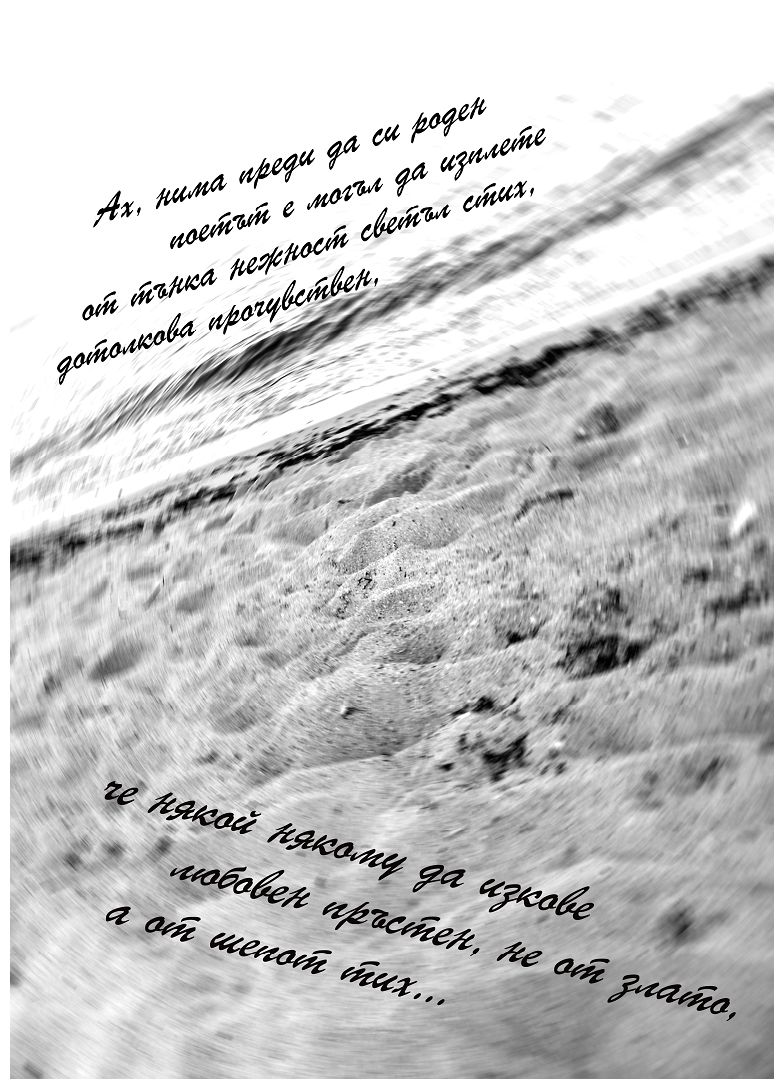 Ах, нима преди да си роден
поетът е могъл да изплете
от тънка нежност светъл стих,
дотолкова прочувствен,
че някой някому да изкове
любовен пръстен, не от злато,
а от шепот тих...